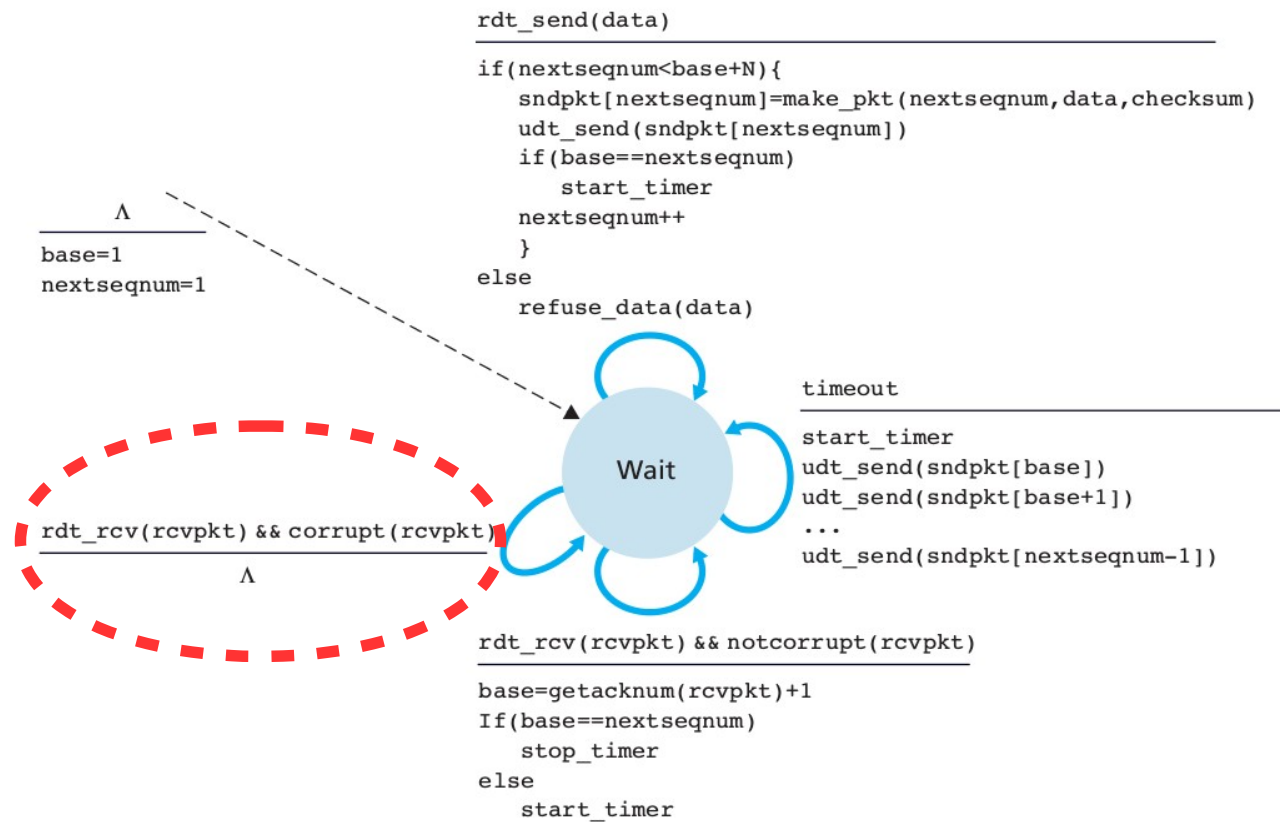 rdt_send(data)
if(nextseqnum<base+N){
sndpkt[nextseqnum]=make_pkt(nextseqnum,data,checksum)
udt_send(sndpkt[nextseqnum])
if(base==nextseqnum)
start_timer
nextseqnum++
}
else
refuse_data(data)
Λ
base=1
nextseqnum=1
timeout
start_timer
udt_send(sndpkt[base])
udt_send(sndpkt[base+1])
...
udt_send(sndpkt[nextseqnum-1])
Wait
rdt_rcv(rcvpkt) && corrupt(rcvpkt)
Λ
rdt_rcv(rcvpkt) && notcorrupt(rcvpkt)
base=getacknum(rcvpkt)+1
If(base==nextseqnum)
stop_timer
else
start_timer